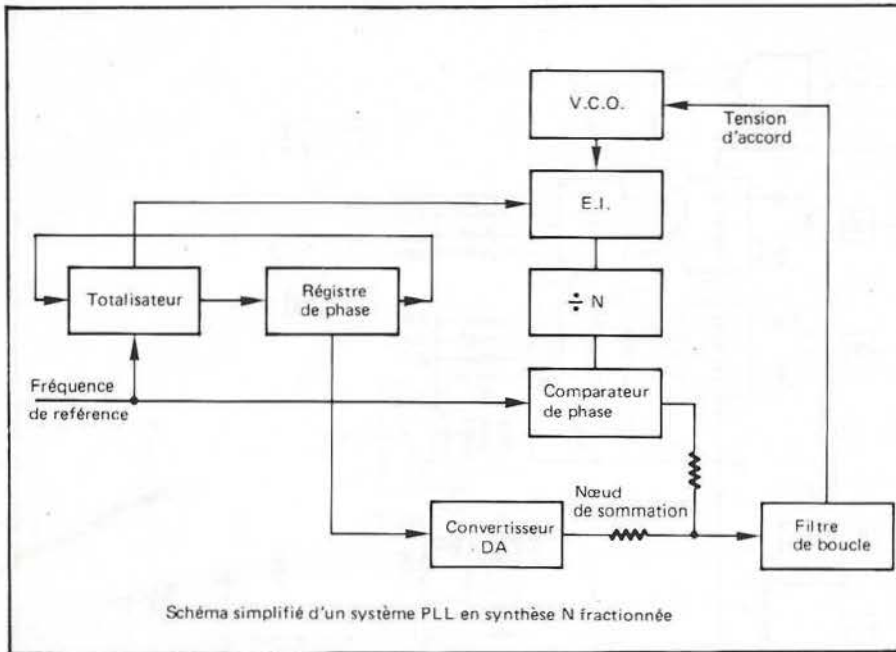 V.C.O.
Tension
d'accord
E.I.
Totalisateur
Régistre
de phase
÷ N
Fréquence
de reférence
Comparateur
de phase
Nœud
de sommation
Convertisseur
DA
Filtre
de boucle
Schéma simplifié d'un système PLL en synthèse N fractionnée